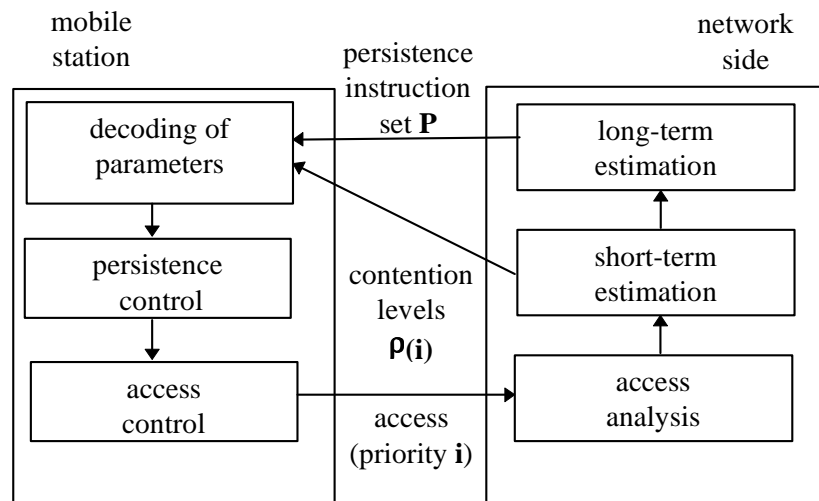 mobile
station
persistence
instruction
set P
network
side
decoding of
parameters
long-term
estimation
persistence
control
contention
levels
ρ(i)
short-term
estimation
access
control
access
(priority i)
access
analysis